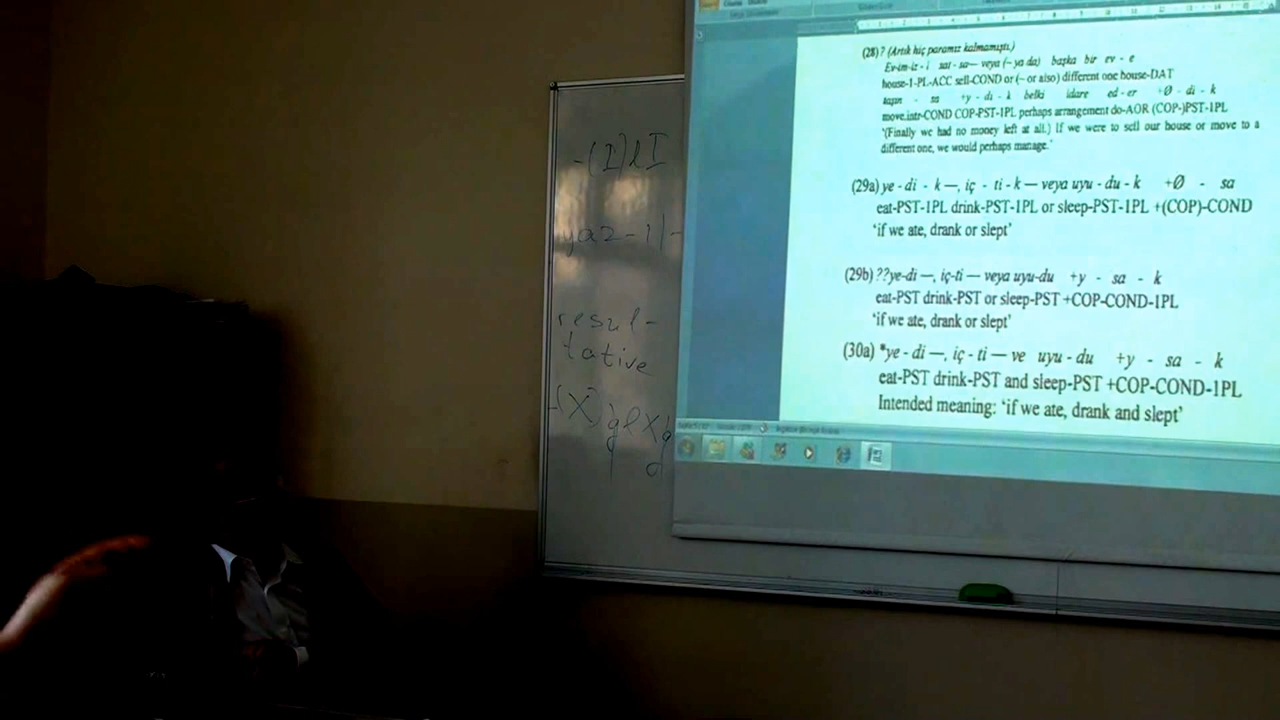 -(I)lI
yaz-ıl-
resul-
tative
(28) ? (Artık hiç paramız kalmamıştı.)
Ev-im-iz - i sat - sa— veya (~ ya da) başka bir ev - e
house-1-PL-ACC sell-COND or (~ or also) different one house-DAT
taşın - sa +y - di - k belki idare ed - er +Ø - di - k
move.intr-COND COP-PST-1PL perhaps arrangement do-AOR (COP-)PST-1PL
'(Finally we had no money left at all.) If we were to sell our house or move to a
different one, we would perhaps manage.'
(29a) ye - di - k —, iç - ti - k — veya uyu - du - k +Ø - sa
eat-PST-1PL drink-PST-1PL or sleep-PST-1PL +(COP)-COND
'if we ate, drank or slept'
(29b) ??ye-di —, iç-ti — veya uyu-du +y - sa - k
eat-PST drink-PST or sleep-PST +COP-COND-1PL
'if we ate, drank or slept'
(30a) *ye - di —, iç - ti — ve uyu - du +y - sa - k
eat-PST drink-PST and sleep-PST +COP-COND-1PL
Intended meaning: 'if we ate, drank and slept'